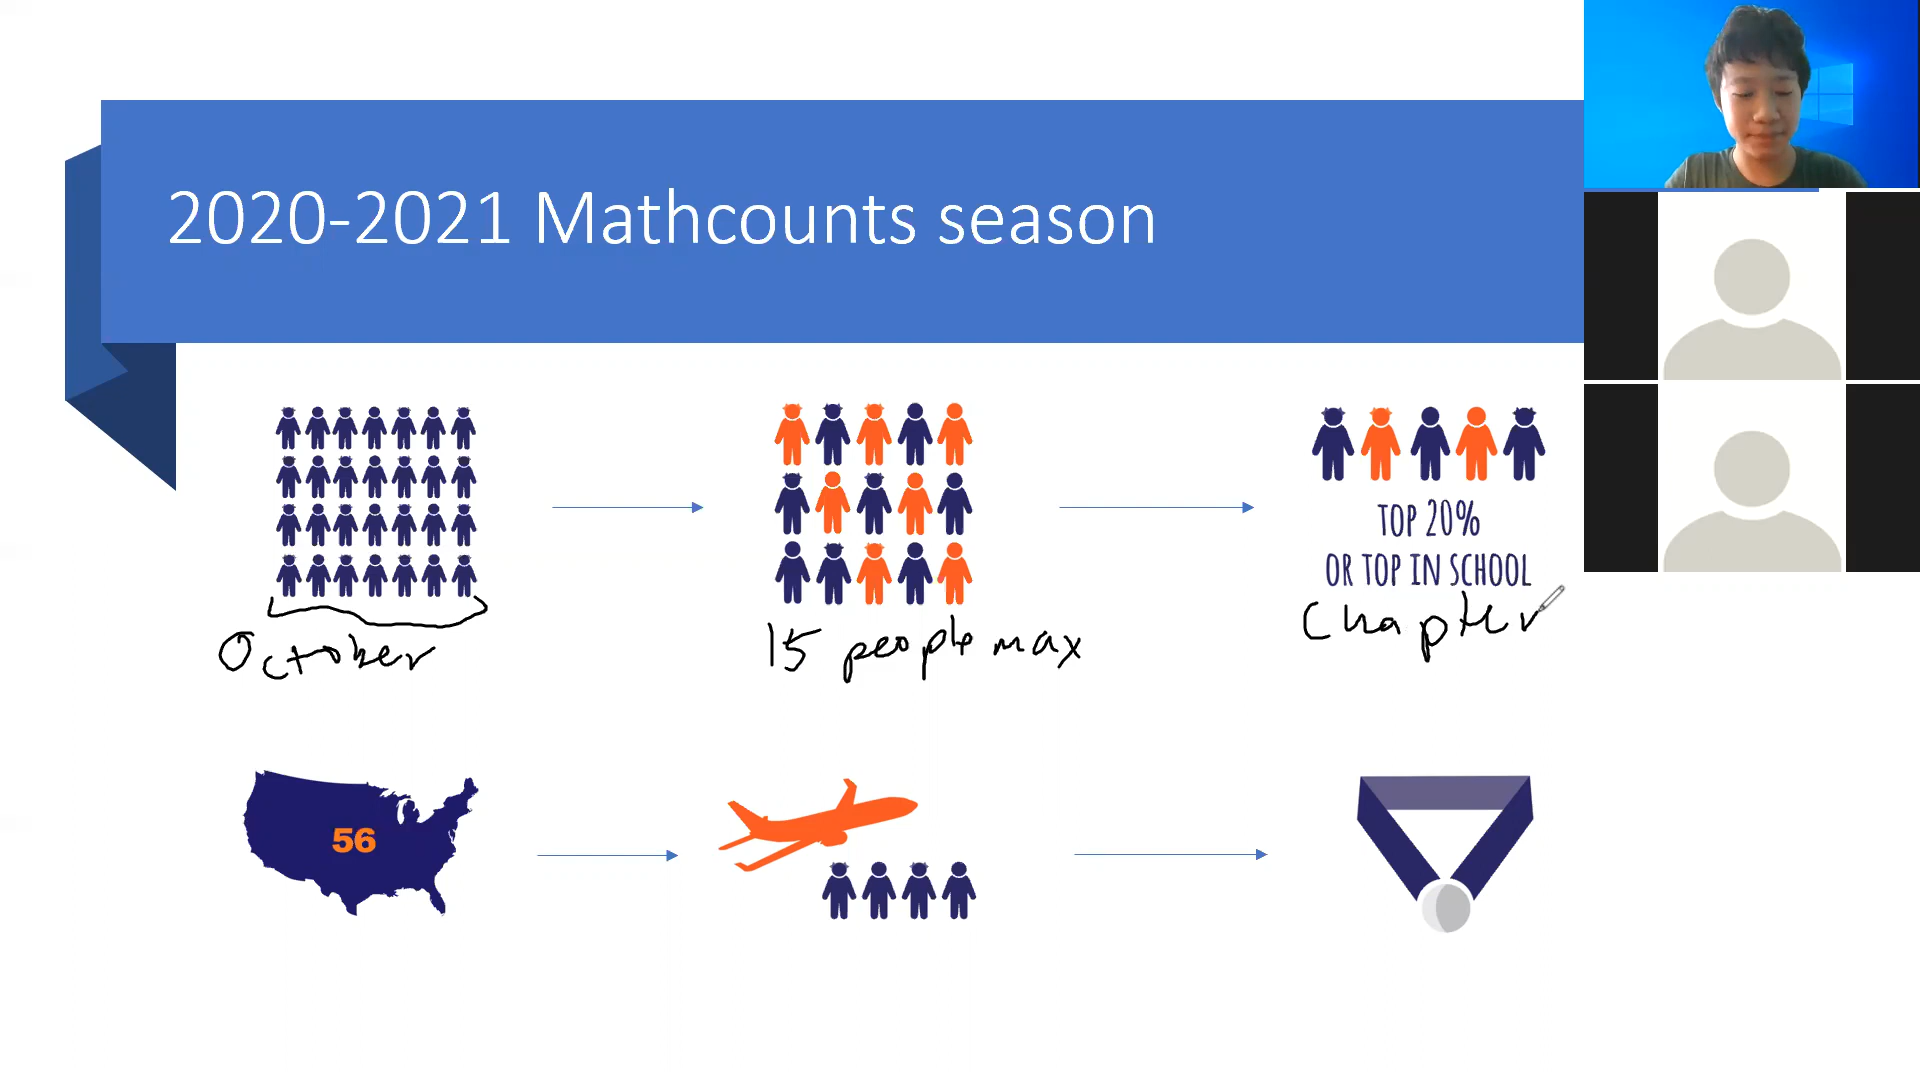 2020-2021 Mathcounts season
TOP 20%
OR TOP IN SCHOOL
October
15 people max
Chapter
56